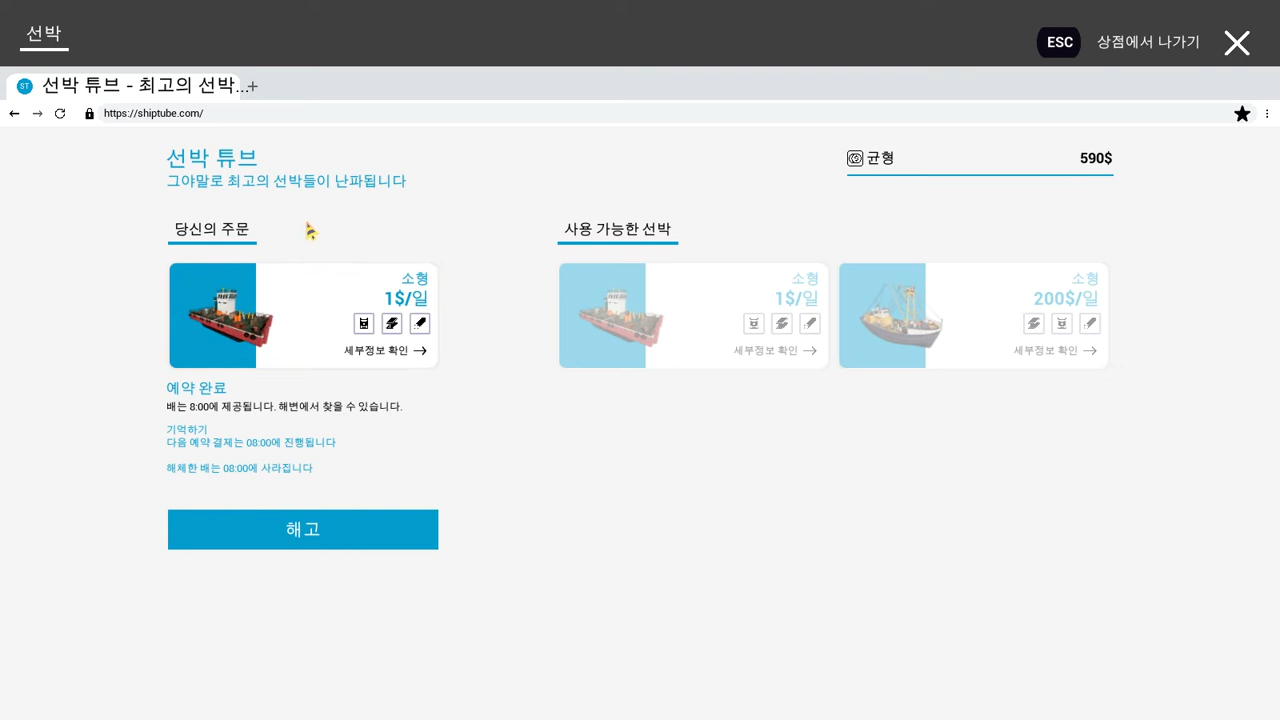 선박
ESC 상점에서 나가기
ST 선박 튜브 - 최고의 선박...
https://shiptube.com/
선박 튜브
그야말로 최고의 선박들이 난파됩니다
균형 590$
당신의 주문
사용 가능한 선박
소형
1$/일
세부정보 확인
소형
1$/일
세부정보 확인
소형
200$/일
세부정보 확인
예약 완료
배는 8:00에 제공됩니다. 해변에서 찾을 수 있습니다.
기억하기
다음 예약 결제는 08:00에 진행됩니다
해체한 배는 08:00에 사라집니다
해고